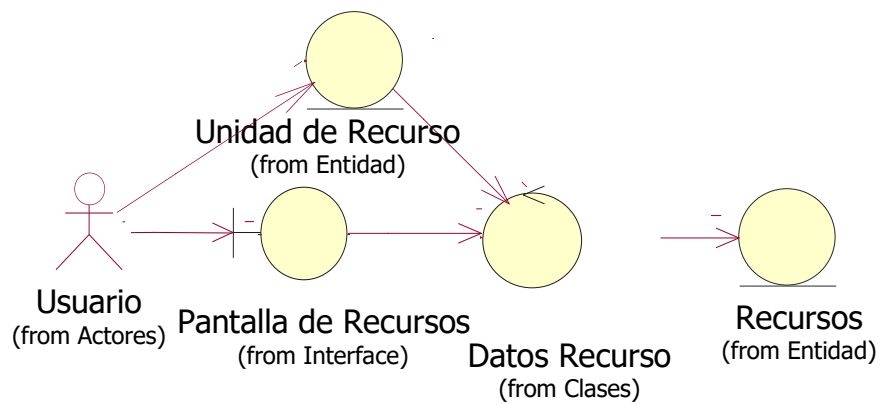 Unidad de Recurso
(from Entidad)
Usuario
(from Actores)
Pantalla de Recursos
(from Interface)
Datos Recurso
(from Clases)
Recursos
(from Entidad)